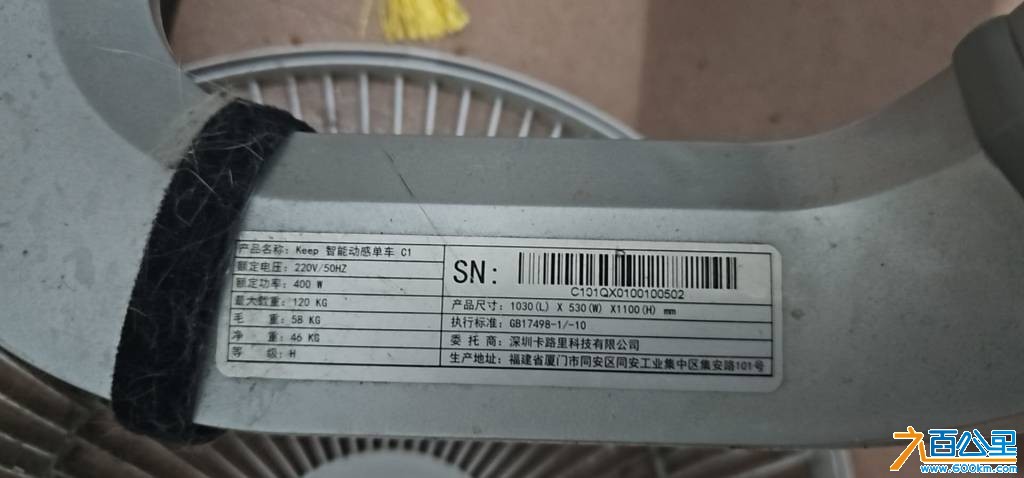 产品名称: Keep 智能动感单车 C1
额定电压: 220V/50HZ
额定功率: 400 W
最大载重: 120 KG
毛 重: 58 KG
净 重: 46 KG
等 级: H
SN:
C101QX0100100502
产品尺寸: 1030(L) X 530(W) X1100(H) mm
执行标准: GB17498-1/-10
委 托 商: 深圳卡路里科技有限公司
生产地址: 福建省厦门市同安区同安工业集中区集安路101号
六百公里
www.600km.com